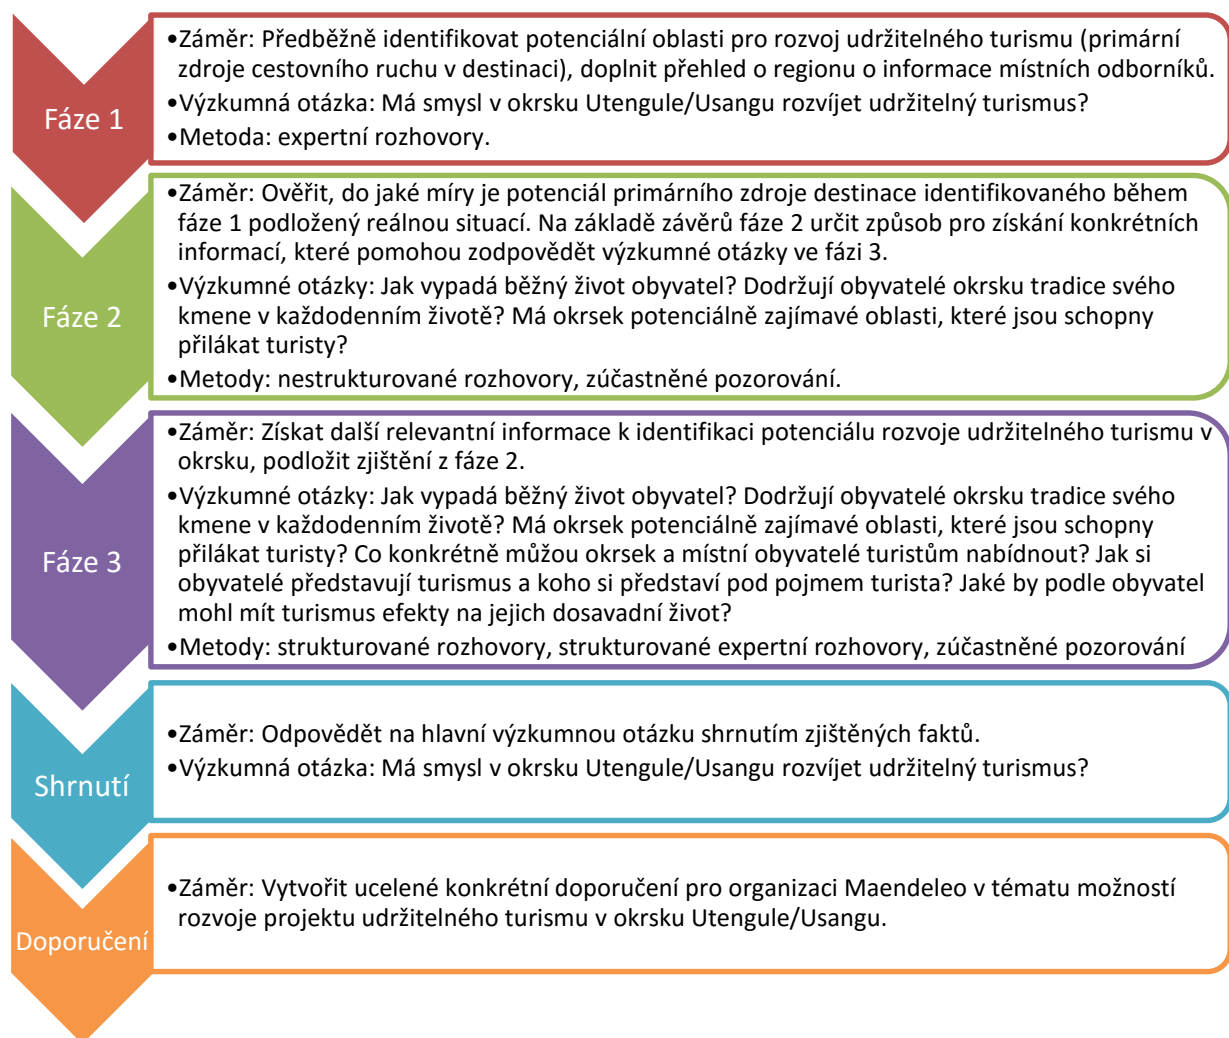 Fáze 1
•Záměr: Předběžně identifikovat potenciální oblasti pro rozvoj udržitelného turismu (primární
zdroje cestovního ruchu v destinaci), doplnit přehled o regionu o informace místních odborníků.
•Výzkumná otázka: Má smysl v okrsku Utengule/Usangu rozvíjet udržitelný turismus?
•Metoda: expertní rozhovory.
Fáze 2
•Záměr: Ověřit, do jaké míry je potenciál primárního zdroje destinace identifikovaného během
fáze 1 podložený reálnou situací. Na základě závěrů fáze 2 určit způsob pro získání konkrétních
informací, které pomohou zodpovědět výzkumné otázky ve fázi 3.
•Výzkumné otázky: Jak vypadá běžný život obyvatel? Dodržují obyvatelé okrsku tradice svého
kmene v každodenním životě? Má okrsek potenciálně zajímavé oblasti, které jsou schopny
přilákat turisty?
•Metody: nestrukturované rozhovory, zúčastněné pozorování.
Fáze 3
•Záměr: Získat další relevantní informace k identifikaci potenciálu rozvoje udržitelného turismu v
okrsku, podložit zjištění z fáze 2.
•Výzkumné otázky: Jak vypadá běžný život obyvatel? Dodržují obyvatelé okrsku tradice svého
kmene v každodenním životě? Má okrsek potenciálně zajímavé oblasti, které jsou schopny
přilákat turisty? Co konkrétně můžou okrsek a místní obyvatelé turistům nabídnout? Jak si
obyvatelé představují turismus a koho si představí pod pojmem turista? Jaké by podle obyvatel
mohl mít turismus efekty na jejich dosavadní život?
•Metody: strukturované rozhovory, strukturované expertní rozhovory, zúčastněné pozorování
Shrnutí
•Záměr: Odpovědět na hlavní výzkumnou otázku shrnutím zjištěných faktů.
•Výzkumná otázka: Má smysl v okrsku Utengule/Usangu rozvíjet udržitelný turismus?
Doporučení
•Záměr: Vytvořit ucelené konkrétní doporučení pro organizaci Maendeleo v tématu možností
rozvoje projektu udržitelného turismu v okrsku Utengule/Usangu.